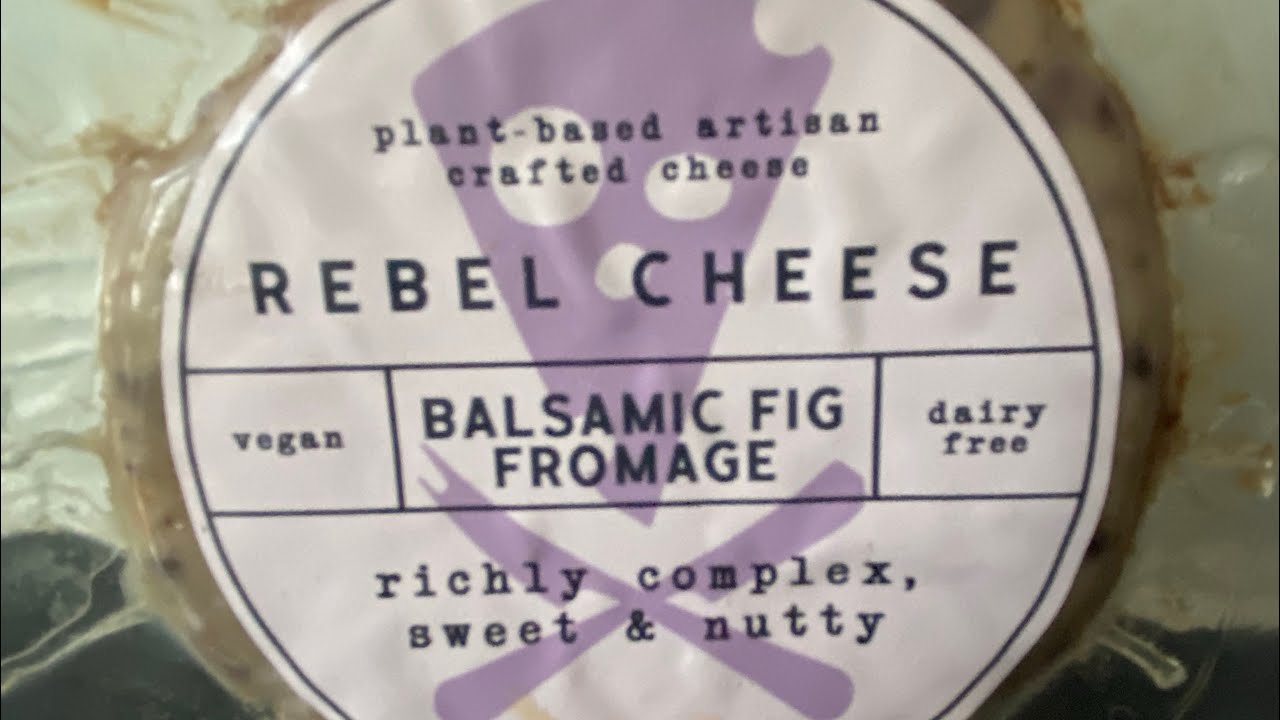 plant-based artisan
crafted cheese
REBEL CHEESE
vegan
BALSAMIC FIG
FROMAGE
dairy
free
richly complex,
sweet & nutty